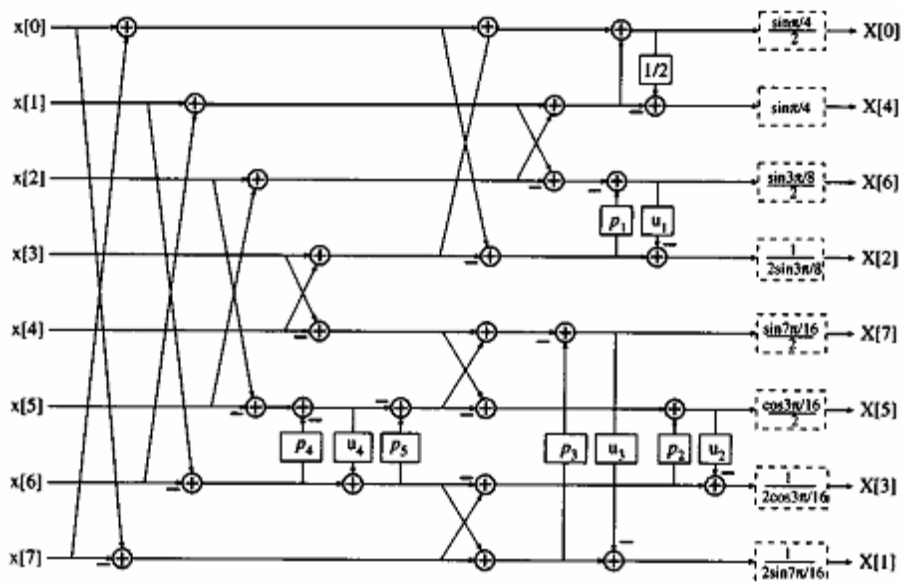 x[0] sinπ/4 X[0]
2
1/2
x[1] sinπ/4 X[4]
x[2] sin3π/8 X[6]
2
p1 u1
x[3] 1 X[2]
2sin3π/8
x[4] sin7π/16 X[7]
2
x[5] cos3π/16 X[5]
2
p4 u4 p5 p3 u3 p2 u2
x[6] 1 X[3]
2cos3π/16
x[7] 1 X[1]
2sin7π/16